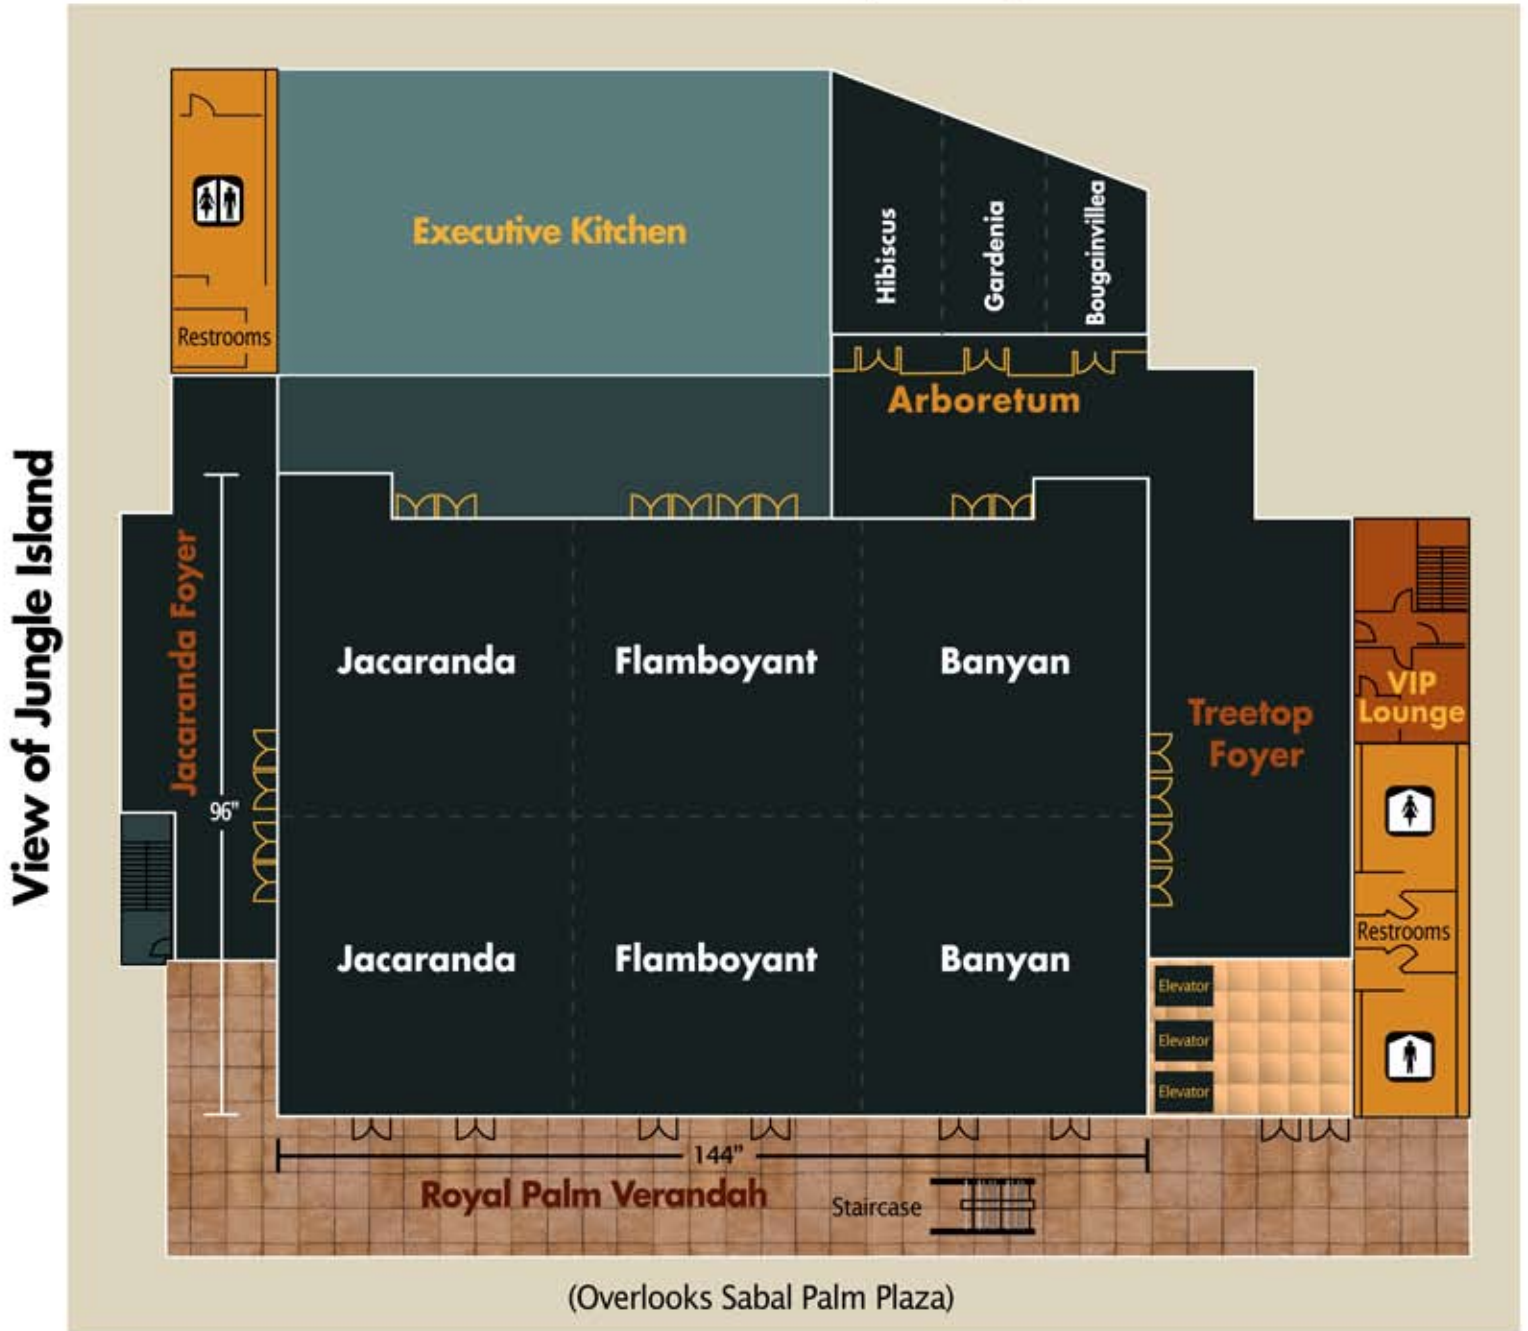 View of Jungle Island
Executive Kitchen
Hibiscus
Gardenia
Bougainvillea
Restrooms
Arboretum
Jacaranda Foyer
Jacaranda
Flamboyant
Banyan
Treetop
Foyer
VIP
Lounge
96"
Restrooms
Jacaranda
Flamboyant
Banyan
Elevator
Elevator
Elevator
144"
Royal Palm Verandah
Staircase
(Overlooks Sabal Palm Plaza)